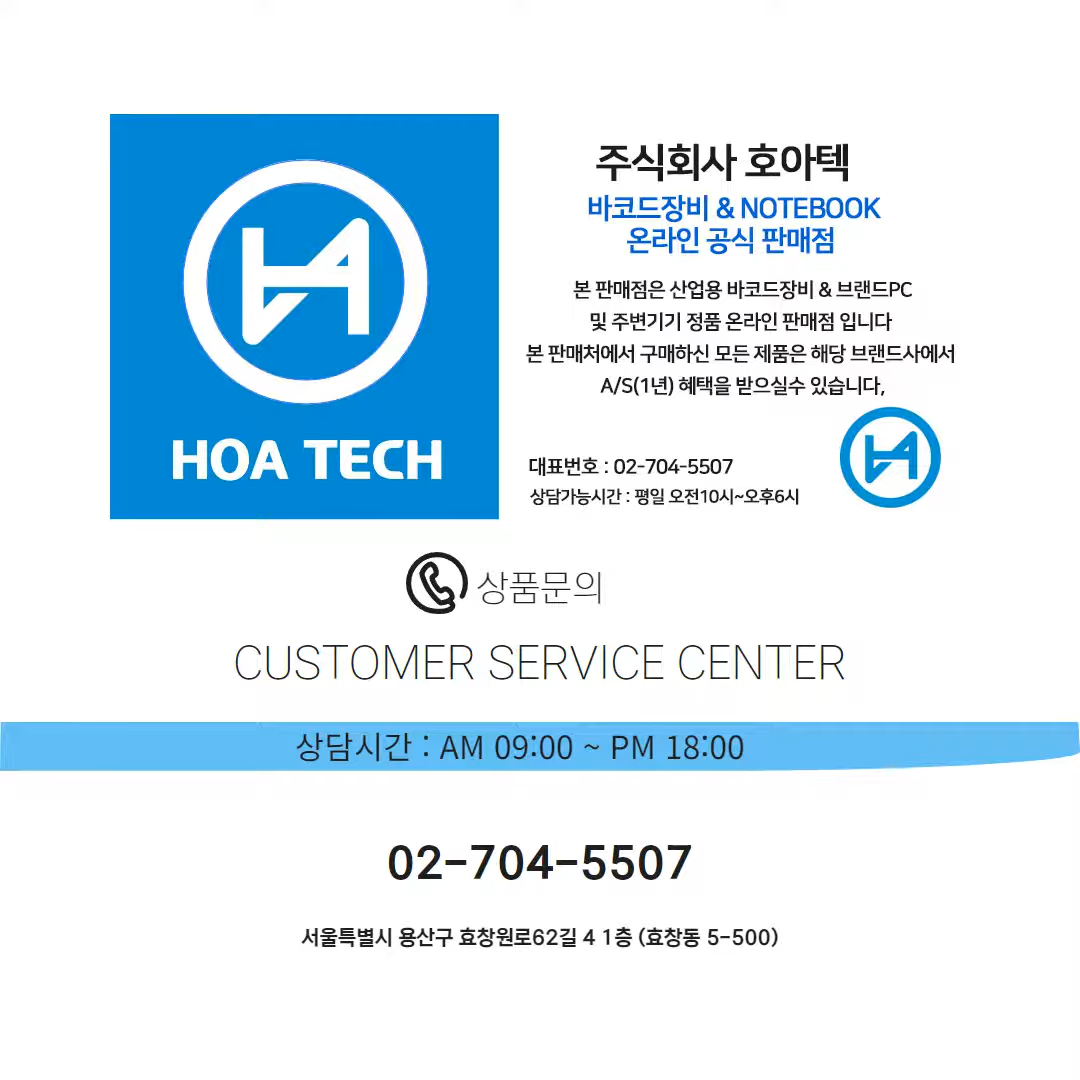 HOA TECH
주식회사 호아텍
바코드장비 & NOTEBOOK
온라인 공식 판매점
본 판매점은 산업용 바코드장비 & 브랜드PC
및 주변기기 정품 온라인 판매점 입니다
본 판매처에서 구매하신 모든 제품은 해당 브랜드사에서
A/S(1년) 혜택을 받으실수 있습니다,
대표번호 : 02-704-5507
상담가능시간 : 평일 오전10시~오후6시
상품문의
CUSTOMER SERVICE CENTER
상담시간 : AM 09:00 ~ PM 18:00
02-704-5507
서울특별시 용산구 효창원로62길 4 1층 (효창동 5-500)